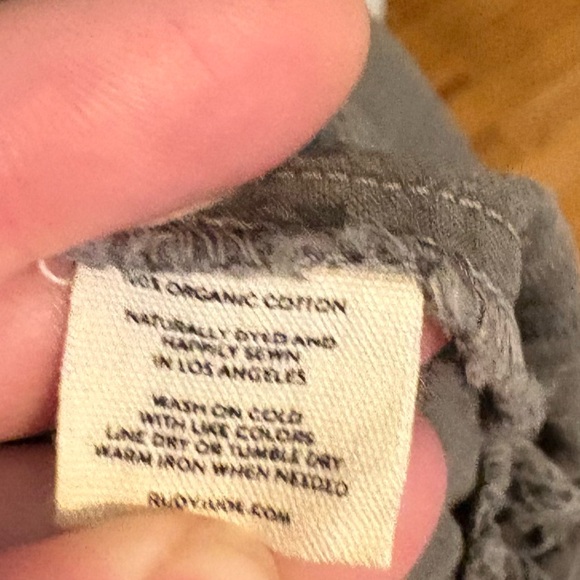 ORGANIC COTTON
NATURALLY DYED AND
HAPPILY SEWN
IN LOS ANGELES
WASH ON COLD
WITH LIKE COLORS
LINE DRY OR TUMBLE DRY
WARM IRON WHEN NEEDED
RUDYJUDE.COM